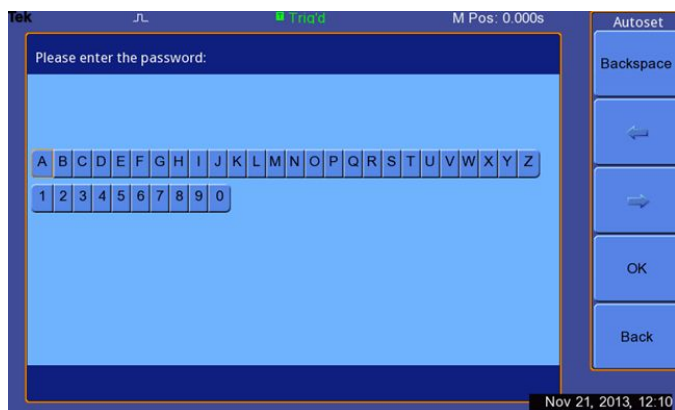 Tek T Trig'd M Pos: 0.000s Autoset
Please enter the password:
Backspace
A B C D E F G H I J K L M N O P Q R S T U V W X Y Z
1 2 3 4 5 6 7 8 9 0
OK
Back
Nov 21, 2013, 12:10